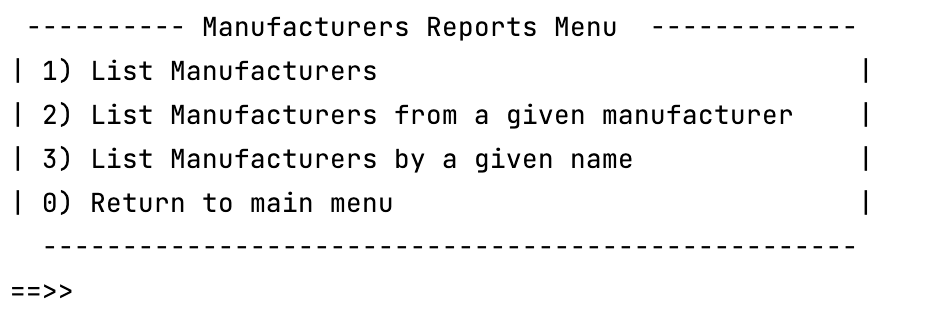 ---------- Manufacturers Reports Menu  -------------
| 1) List Manufacturers                              |
| 2) List Manufacturers from a given manufacturer    |
| 3) List Manufacturers by a given name              |
| 0) Return to main menu                             |
  ---------------------------------------------------
==>>